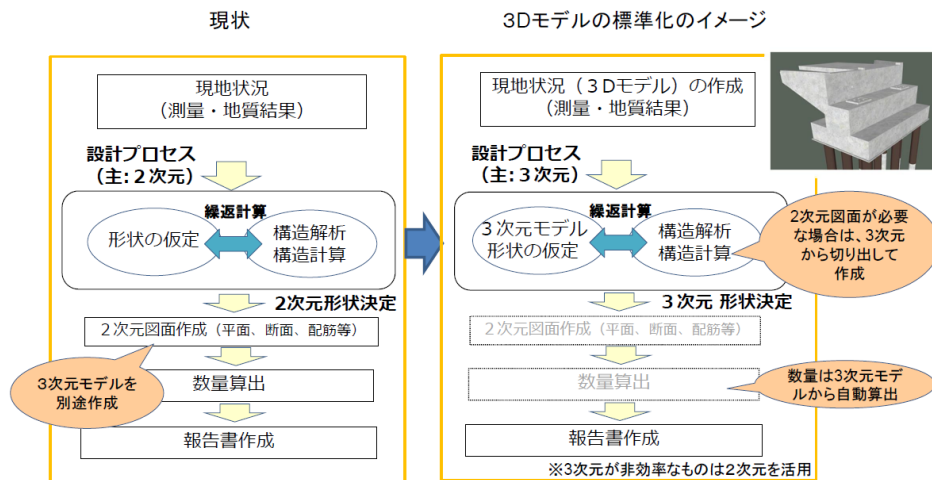 現状
現地状況
（測量・地質結果）
設計プロセス
（主：２次元）
繰返計算
形状の仮定
構造解析
構造計算
２次元形状決定
２次元図面作成（平面、断面、配筋等）
3次元モデルを
別途作成
数量算出
報告書作成
3Dモデルの標準化のイメージ
現地状況（３Ｄモデル）の作成
（測量・地質結果）
設計プロセス
（主：３次元）
繰返計算
３次元モデル
形状の仮定
構造解析
構造計算
2次元図面が必要
な場合は、3次元
から切り出して
作成
３次元 形状決定
２次元図面作成（平面、断面、配筋等）
数量算出
数量は3次元モデ
ルから自動算出
報告書作成
※3次元が非効率なものは２次元を活用